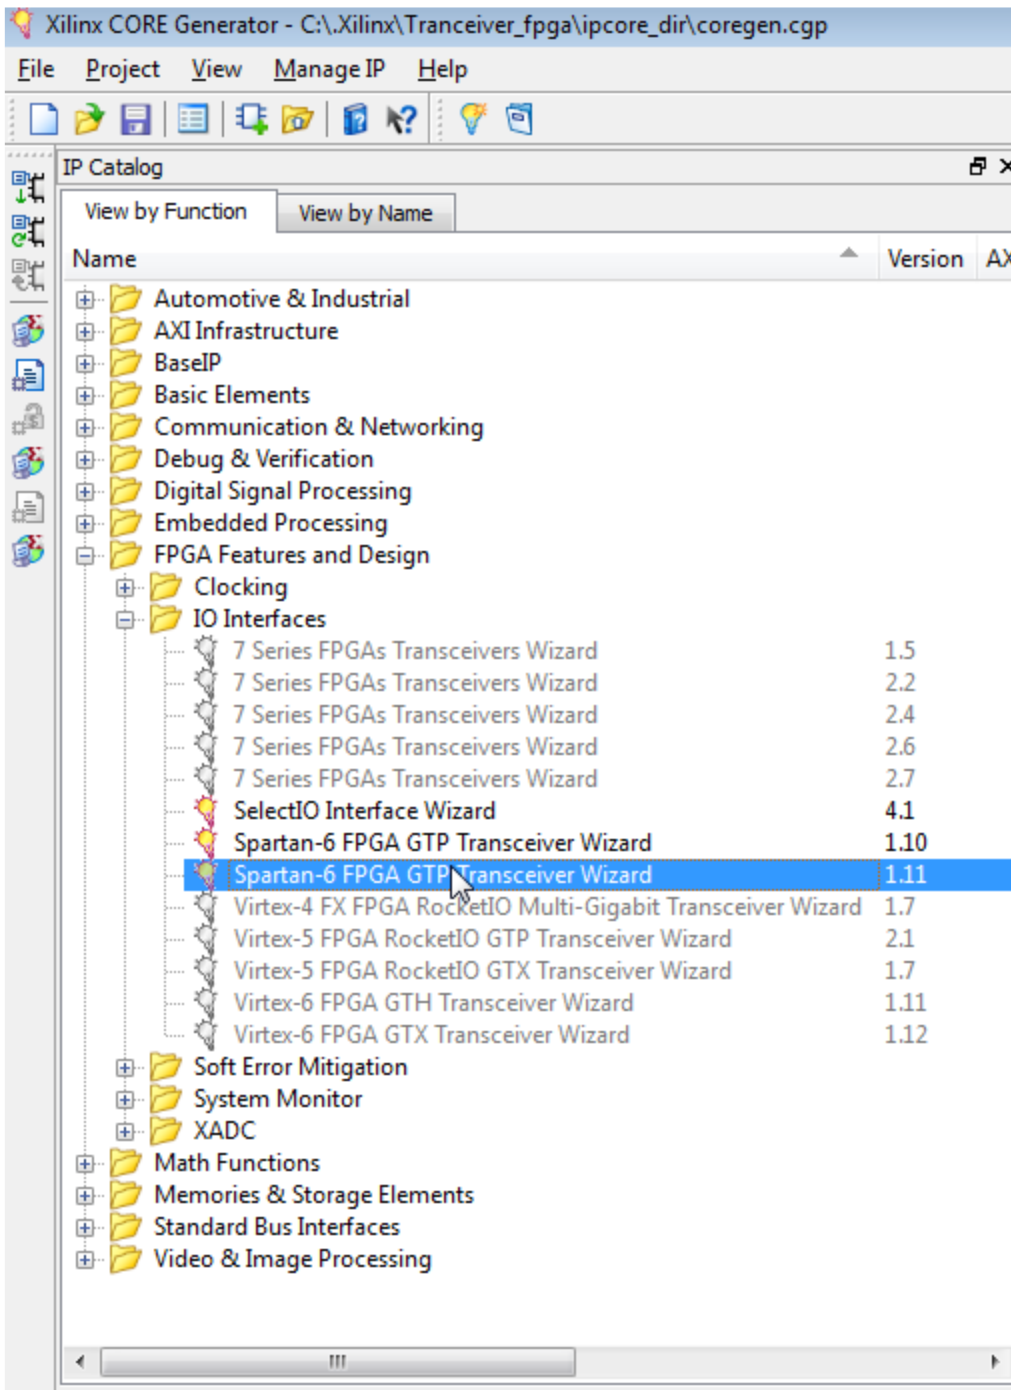 Xilinx CORE Generator - C:\.Xilinx\Tranceiver_fpga\ipcore_dir\coregen.cgp
File Project View Manage IP Help
IP Catalog
View by Function View by Name
Name Version AX
Automotive & Industrial
AXI Infrastructure
BaseIP
Basic Elements
Communication & Networking
Debug & Verification
Digital Signal Processing
Embedded Processing
FPGA Features and Design
Clocking
IO Interfaces
7 Series FPGAs Transceivers Wizard 1.5
7 Series FPGAs Transceivers Wizard 2.2
7 Series FPGAs Transceivers Wizard 2.4
7 Series FPGAs Transceivers Wizard 2.6
7 Series FPGAs Transceivers Wizard 2.7
SelectIO Interface Wizard 4.1
Spartan-6 FPGA GTP Transceiver Wizard 1.10
Spartan-6 FPGA GTP Transceiver Wizard 1.11
Virtex-4 FX FPGA RocketIO Multi-Gigabit Transceiver Wizard 1.7
Virtex-5 FPGA RocketIO GTP Transceiver Wizard 2.1
Virtex-5 FPGA RocketIO GTX Transceiver Wizard 1.7
Virtex-6 FPGA GTH Transceiver Wizard 1.11
Virtex-6 FPGA GTX Transceiver Wizard 1.12
Soft Error Mitigation
System Monitor
XADC
Math Functions
Memories & Storage Elements
Standard Bus Interfaces
Video & Image Processing